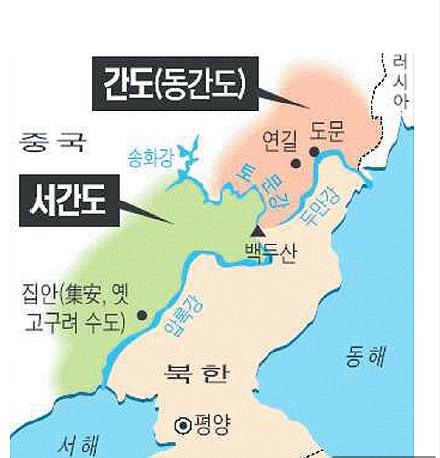 러시아
간도(동간도)
중국
송화강
연길
도문
토문강
두만강
서간도
백두산
집안(集安, 옛
고구려 수도)
압록강
북한
동해
평양
서해